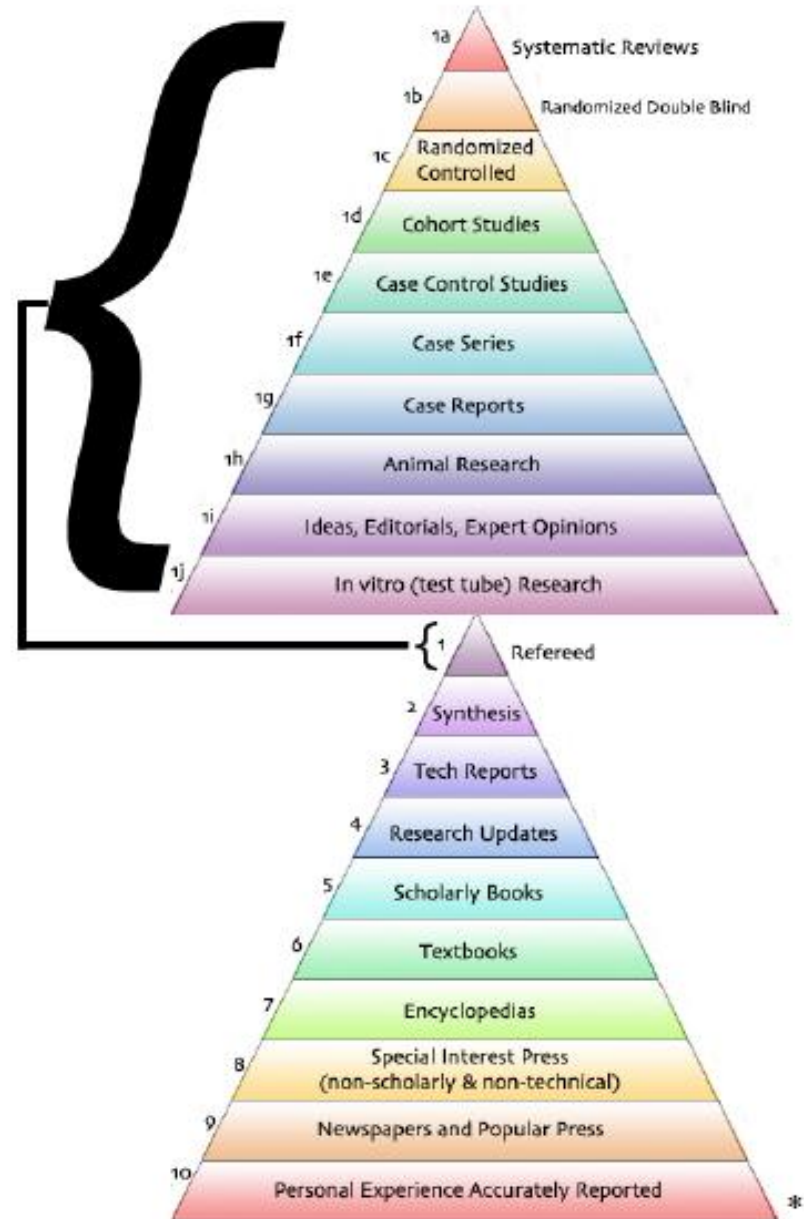 1a Systematic Reviews
1b Randomized Double Blind
1c Randomized
Controlled
1d Cohort Studies
1e Case Control Studies
1f Case Series
1g Case Reports
1h Animal Research
1i Ideas, Editorials, Expert Opinions
1j In vitro (test tube) Research
1 Refereed
2 Synthesis
3 Tech Reports
4 Research Updates
5 Scholarly Books
6 Textbooks
7 Encyclopedias
8 Special Interest Press
(non-scholarly & non-technical)
9 Newspapers and Popular Press
10 Personal Experience Accurately Reported *